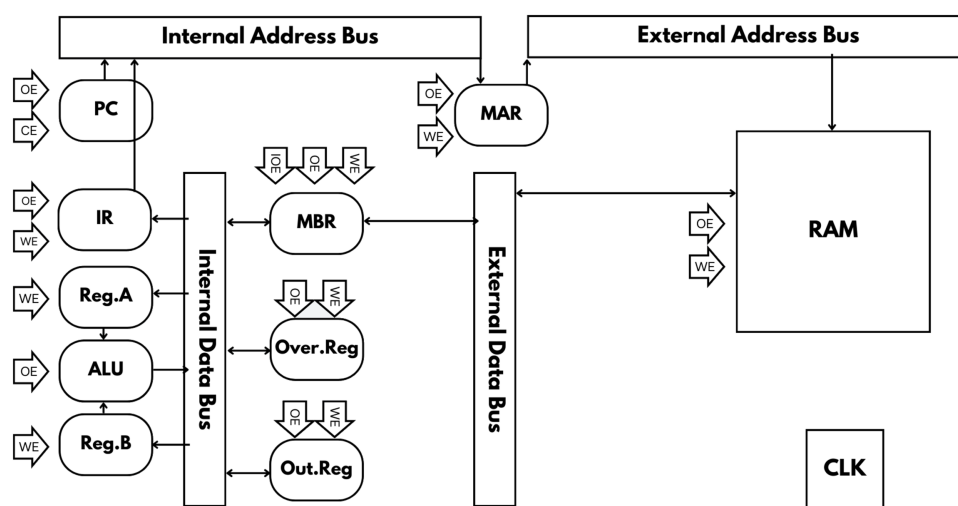 Internal Address Bus
External Address Bus
OE
PC
CE
OE
MAR
WE
IOE
OE
WE
OE
IR
WE
MBR
OE
RAM
WE
Internal Data Bus
External Data Bus
WE
Reg.A
OE
WE
Over.Reg
OE
ALU
OE
WE
WE
Reg.B
Out.Reg
CLK